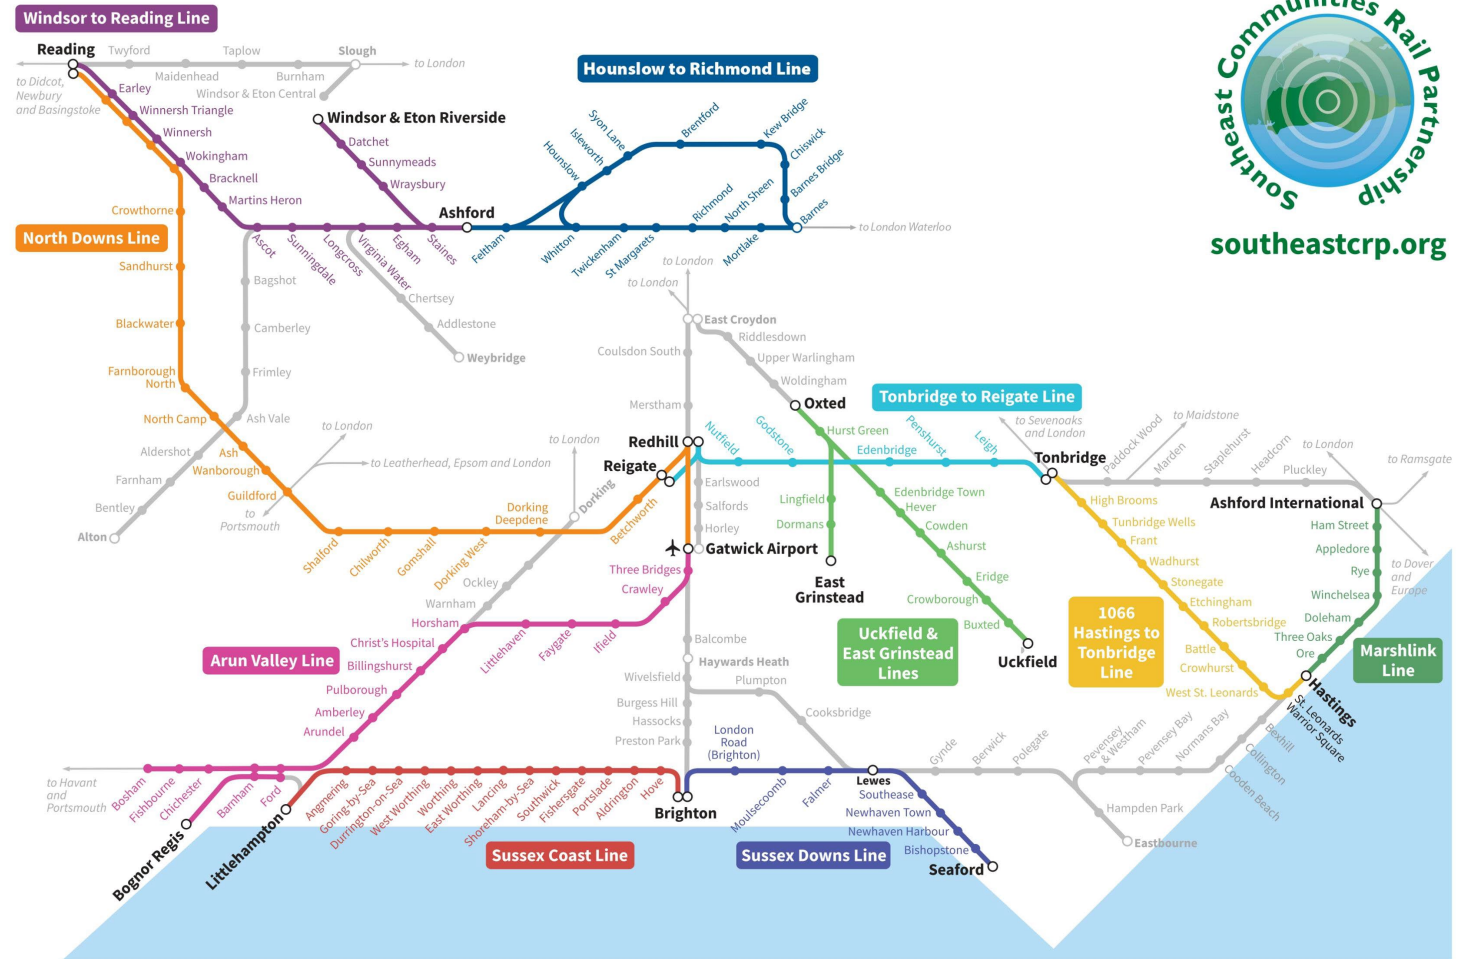 Windsor to Reading Line
Reading
Twyford
Taplow
Slough
Maidenhead
Burnham
to London
to Didcot,
Newbury
and Basingstoke
Windsor & Eton Central
Earley
Winnersh Triangle
Winnersh
Wokingham
Bracknell
Martins Heron
Windsor & Eton Riverside
Datchet
Sunnymeads
Wraysbury
Ashford
Ascot
Sunningdale
Longcross
Virginia Water
Egham
Staines
Hounslow to Richmond Line
Feltham
Hounslow
Isleworth
Syon Lane
Brentford
Kew Bridge
Chiswick
Barnes Bridge
Barnes
Whitton
Twickenham
St Margarets
Richmond
North Sheen
Mortlake
to London Waterloo
Southeast Communities Rail Partnership
southeastcrp.org
North Downs Line
Crowthorne
Sandhurst
Blackwater
Farnborough
North
North Camp
Ash
Wanborough
Guildford
Shalford
Chilworth
Gomshall
Dorking West
Dorking
Deepdene
Betchworth
Reigate
Redhill
Gatwick Airport
Bagshot
Camberley
Frimley
Ash Vale
Aldershot
Farnham
Bentley
Alton
Chertsey
Addlestone
Weybridge
to London
to Leatherhead, Epsom and London
to
Portsmouth
to London
Dorking
Ockley
Warnham
to London
to London
East Croydon
Coulsdon South
Merstham
Riddlesdown
Upper Warlingham
Woldingham
Oxted
Earlswood
Salfords
Horley
Tonbridge to Reigate Line
Nutfield
Godstone
Edenbridge
Penshurst
Leigh
Tonbridge
to Sevenoaks
and London
Hurst Green
Lingfield
Dormans
East
Grinstead
Edenbridge Town
Hever
Cowden
Ashurst
Eridge
Crowborough
Buxted
Uckfield
Uckfield &
East Grinstead
Lines
Paddock Wood
to Maidstone
Marden
Staplehurst
Headcorn
Pluckley
to London
to Ramsgate
Ashford International
to Dover
and
Europe
Ham Street
Appledore
Rye
Winchelsea
Doleham
Three Oaks
Ore
Marshlink
Line
High Brooms
Tunbridge Wells
Frant
Wadhurst
Stonegate
Etchingham
Robertsbridge
Battle
Crowhurst
West St. Leonards
1066
Hastings to
Tonbridge
Line
Hastings
St. Leonards
Warrior Square
Bexhill
Collington
Cooden Beach
Normans Bay
Pevensey Bay
Pevensey
& Westham
Hampden Park
Eastbourne
Polegate
Berwick
Glynde
Three Bridges
Crawley
Ifield
Faygate
Littlehaven
Horsham
Christ's Hospital
Billingshurst
Pulborough
Amberley
Arundel
Arun Valley Line
to Havant
and
Portsmouth
Bosham
Fishbourne
Chichester
Barnham
Ford
Bognor Regis
Littlehampton
Balcombe
Haywards Heath
Wivelsfield
Burgess Hill
Hassocks
Preston Park
Plumpton
Cooksbridge
Angmering
Goring-by-Sea
Durrington-on-Sea
West Worthing
Worthing
East Worthing
Lancing
Shoreham-by-Sea
Southwick
Fishersgate
Portslade
Aldrington
Hove
Brighton
Sussex Coast Line
London
Road
(Brighton)
Moulsecoomb
Falmer
Lewes
Southease
Newhaven Town
Newhaven Harbour
Bishopstone
Seaford
Sussex Downs Line